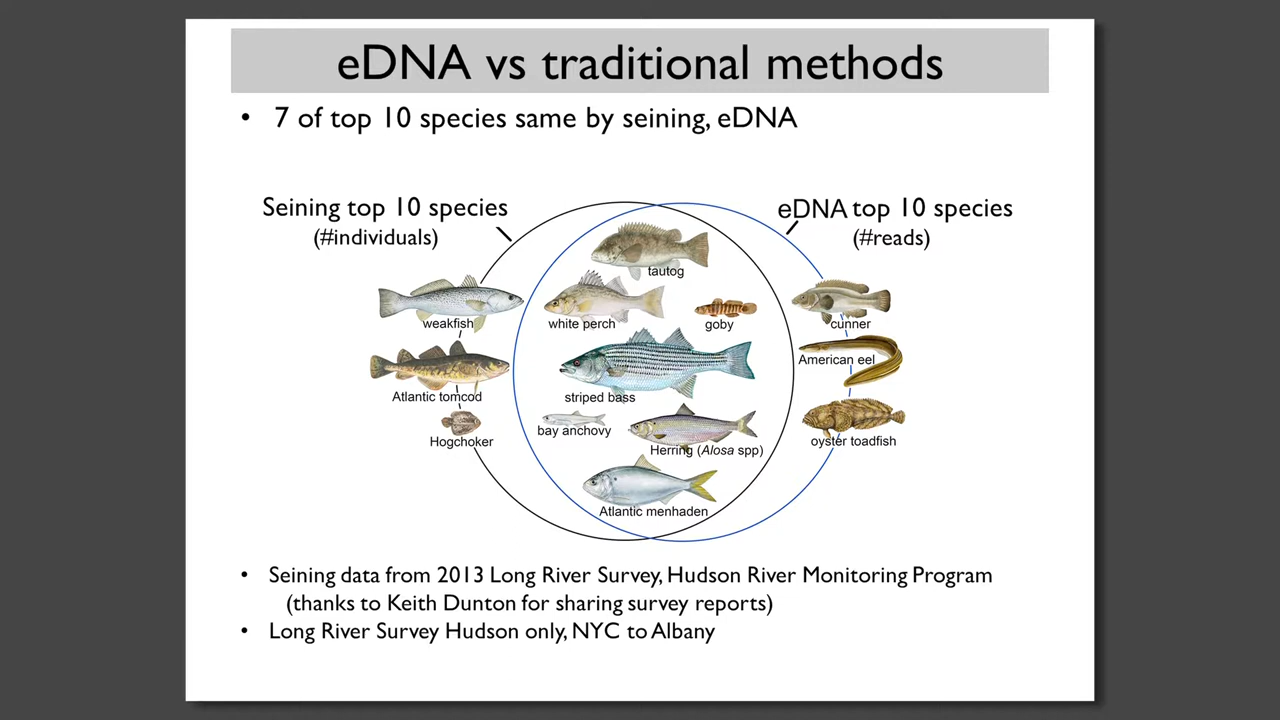 eDNA vs traditional methods
• 7 of top 10 species same by seining, eDNA
Seining top 10 species
(#individuals)
eDNA top 10 species
(#reads)
tautog
weakfish
white perch
goby
cunner
American eel
Atlantic tomcod
striped bass
bay anchovy
Herring (Alosa spp)
Hogchoker
oyster toadfish
Atlantic menhaden
• Seining data from 2013 Long River Survey, Hudson River Monitoring Program
(thanks to Keith Dunton for sharing survey reports)
• Long River Survey Hudson only, NYC to Albany